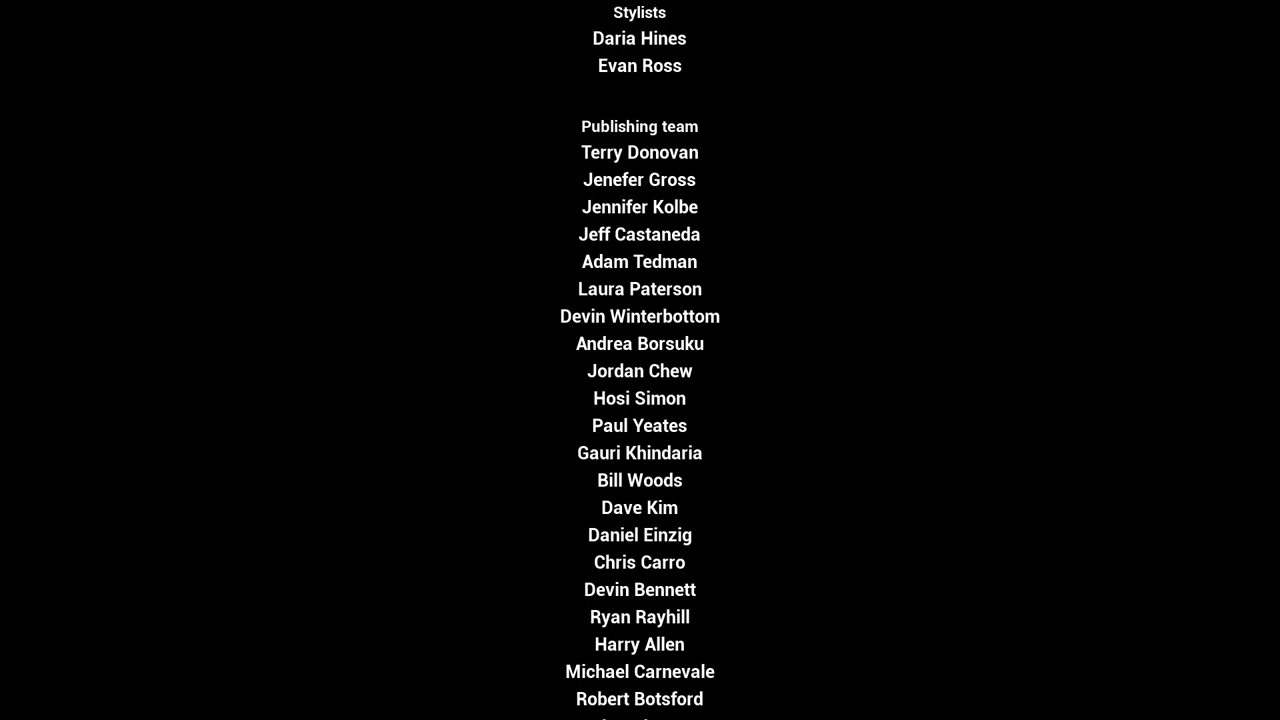 Stylists
Daria Hines
Evan Ross
Publishing team
Terry Donovan
Jenefer Gross
Jennifer Kolbe
Jeff Castaneda
Adam Tedman
Laura Paterson
Devin Winterbottom
Andrea Borsuku
Jordan Chew
Hosi Simon
Paul Yeates
Gauri Khindaria
Bill Woods
Dave Kim
Daniel Einzig
Chris Carro
Devin Bennett
Ryan Rayhill
Harry Allen
Michael Carnevale
Robert Botsford